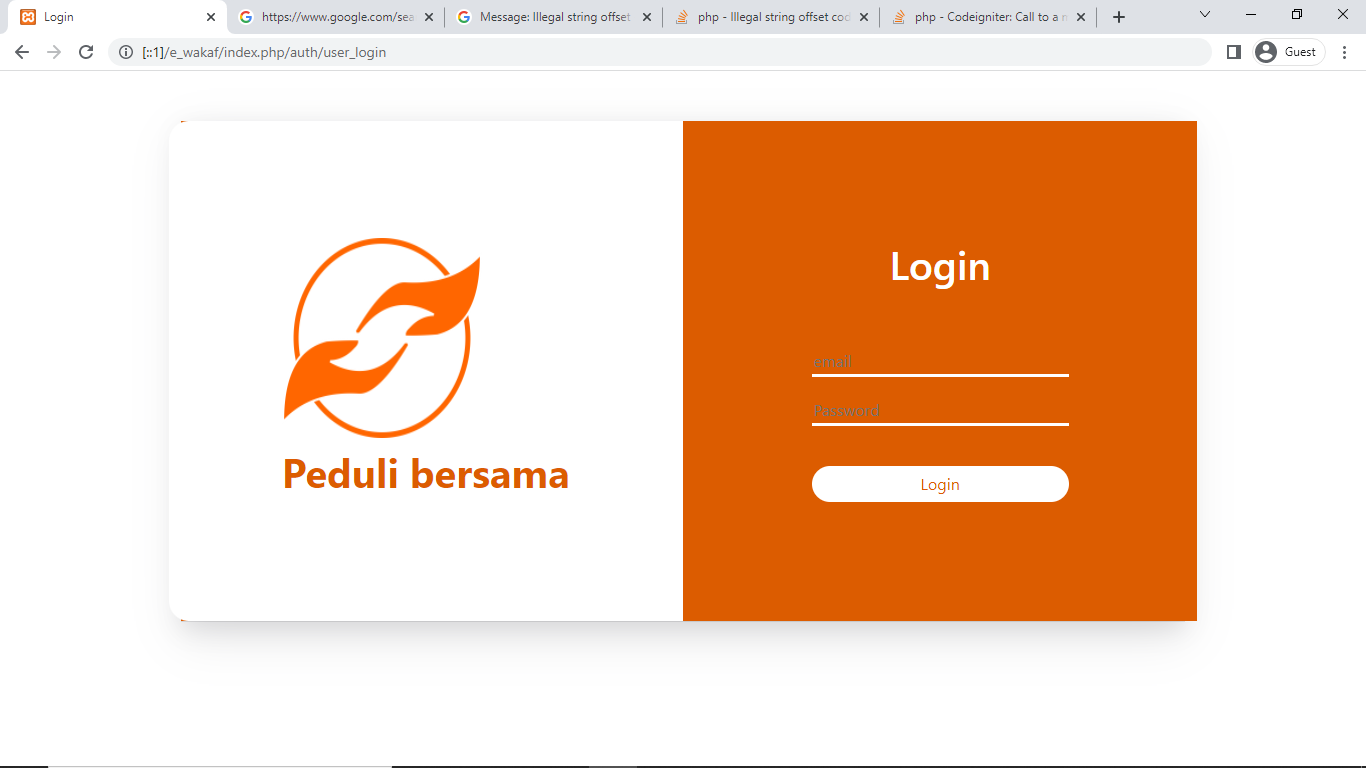 Login
https://www.google.com/sea
Message: Illegal string offset
php - Illegal string offset cod
php - Codeigniter: Call to a m
[::1]/e_wakaf/index.php/auth/user_login
Guest
Peduli bersama
Login
email
Password
Login